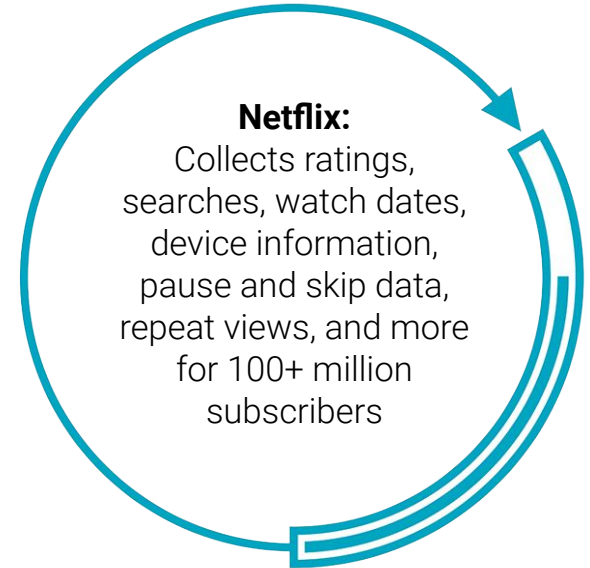 Netflix:
Collects ratings,
searches, watch dates,
device information,
pause and skip data,
repeat views, and more
for 100+ million
subscribers